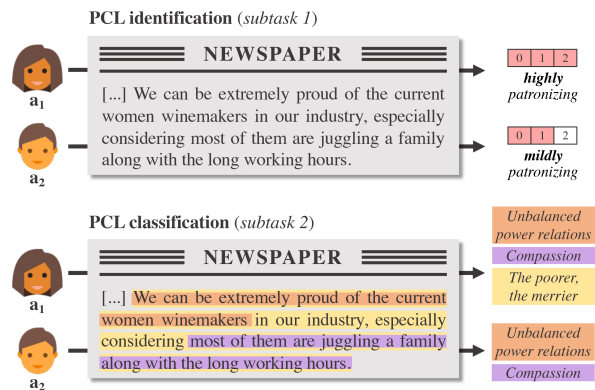 PCL identification (subtask 1)
NEWSPAPER
[...] We can be extremely proud of the current
women winemakers in our industry, especially
considering most of them are juggling a family
along with the long working hours.
a1
a2
0 1 2
highly
patronizing
0 1 2
mildly
patronizing
PCL classification (subtask 2)
NEWSPAPER
[...] We can be extremely proud of the current
women winemakers in our industry, especially
considering most of them are juggling a family
along with the long working hours.
a1
a2
Unbalanced
power relations
Compassion
The poorer,
the merrier
Unbalanced
power relations
Compassion